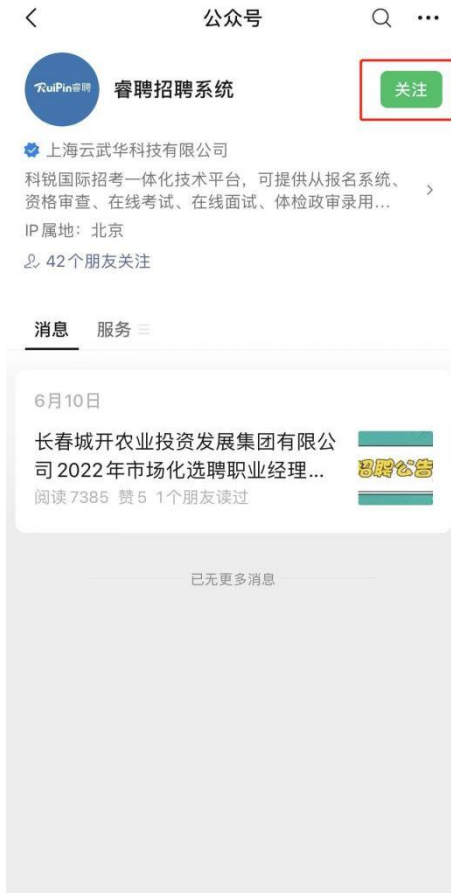 公众号
RuiPin睿聘
睿聘招聘系统
关注
上海云武华科技有限公司
科锐国际招考一体化技术平台，可提供从报名系统、
资格审查、在线考试、在线面试、体检政审录用...
IP属地：北京
42个朋友关注
消息 服务
6月10日
长春城开农业投资发展集团有限公
司2022年市场化选聘职业经理...
招聘公告
阅读7385 赞5 1个朋友读过
已无更多消息